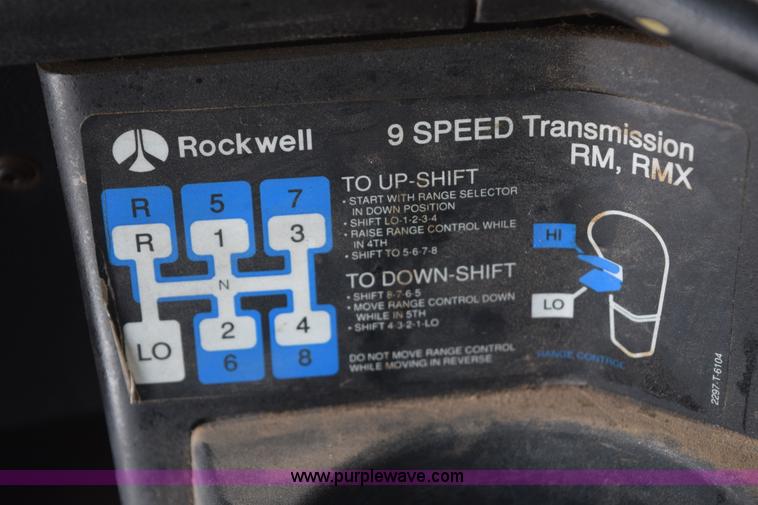 Rockwell
9 SPEED Transmission
RM, RMX
R 5 7
R 1 3
N
LO 2 4
6 8
TO UP-SHIFT
• START WITH RANGE SELECTOR
IN DOWN POSITION
• SHIFT LO-1-2-3-4
• RAISE RANGE CONTROL WHILE
IN 4TH
• SHIFT TO 5-6-7-8
TO DOWN-SHIFT
• SHIFT 8-7-6-5
• MOVE RANGE CONTROL DOWN
WHILE IN 5TH
• SHIFT 4-3-2-1-LO
DO NOT MOVE RANGE CONTROL
WHILE MOVING IN REVERSE
HI
LO
RANGE CONTROL
2297-T-6104
www.purplewave.com